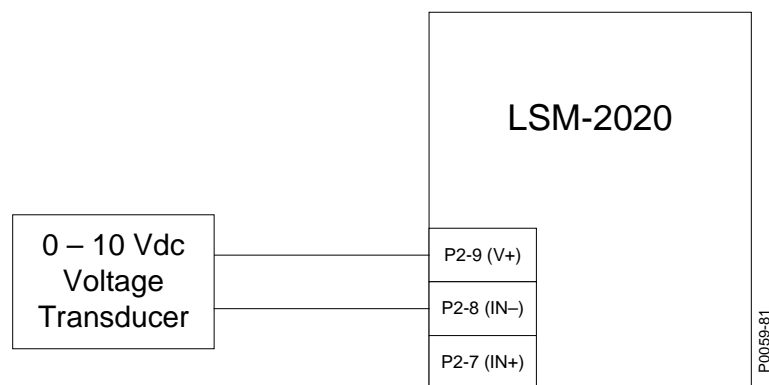 LSM-2020
0 – 10 Vdc
Voltage
Transducer
P2-9 (V+)
P2-8 (IN–)
P2-7 (IN+)
P0059-81